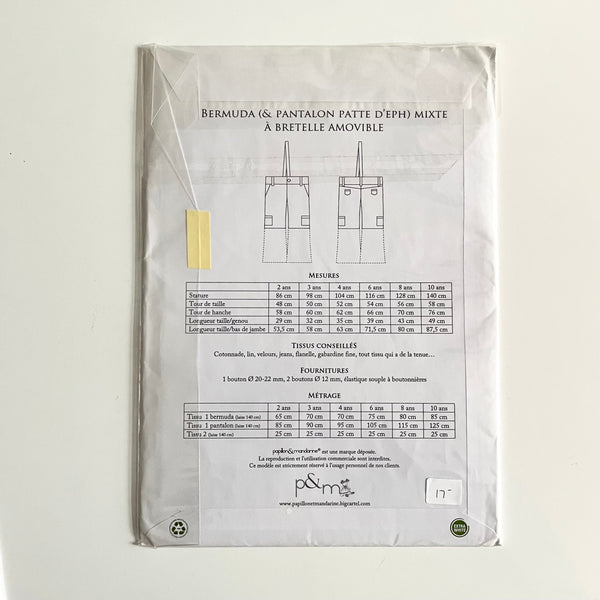 BERMUDA (& PANTALON PATTE D'EPH) MIXTE
À BRETELLE AMOVIBLE
MESURES
2 ans 3 ans 4 ans 6 ans 8 ans 10 ans
Stature 86 cm 98 cm 104 cm 116 cm 128 cm 140 cm
Tour de taille 48 cm 50 cm 52 cm 54 cm 56 cm 58 cm
Tour de hanche 58 cm 60 cm 62 cm 66 cm 70 cm 76 cm
Longueur taille/genou 29 cm 32 cm 35 cm 39 cm 43 cm 49 cm
Longueur taille/bas de jambe 53,5 cm 58 cm 63 cm 71,5 cm 80 cm 87,5 cm
TISSUS CONSEILLÉS
Cotonnade, lin, velours, jeans, flanelle, gabardine fine, tout tissu qui a de la tenue...
FOURNITURES
1 bouton Ø 20-22 mm, 2 boutons Ø 12 mm, élastique souple à boutonnières
MÉTRAGE
2 ans 3 ans 4 ans 6 ans 8 ans 10 ans
Tissu 1 bermuda (laize 140 cm) 65 cm 70 cm 70 cm 75 cm 80 cm 85 cm
Tissu 1 pantalon (laize 140 cm) 85 cm 90 cm 95 cm 105 cm 115 cm 125 cm
Tissu 2 (laize 140 cm) 25 cm 25 cm 25 cm 25 cm 25 cm 25 cm
papillon&mandarine® est une marque déposée.
La reproduction et l'utilisation commerciale sont interdites.
Ce modèle est strictement réservé à l'usage personnel de nos clients.
p&m
www.papillonetmandarine.bigcartel.com
17-
EXTRA
WHITE